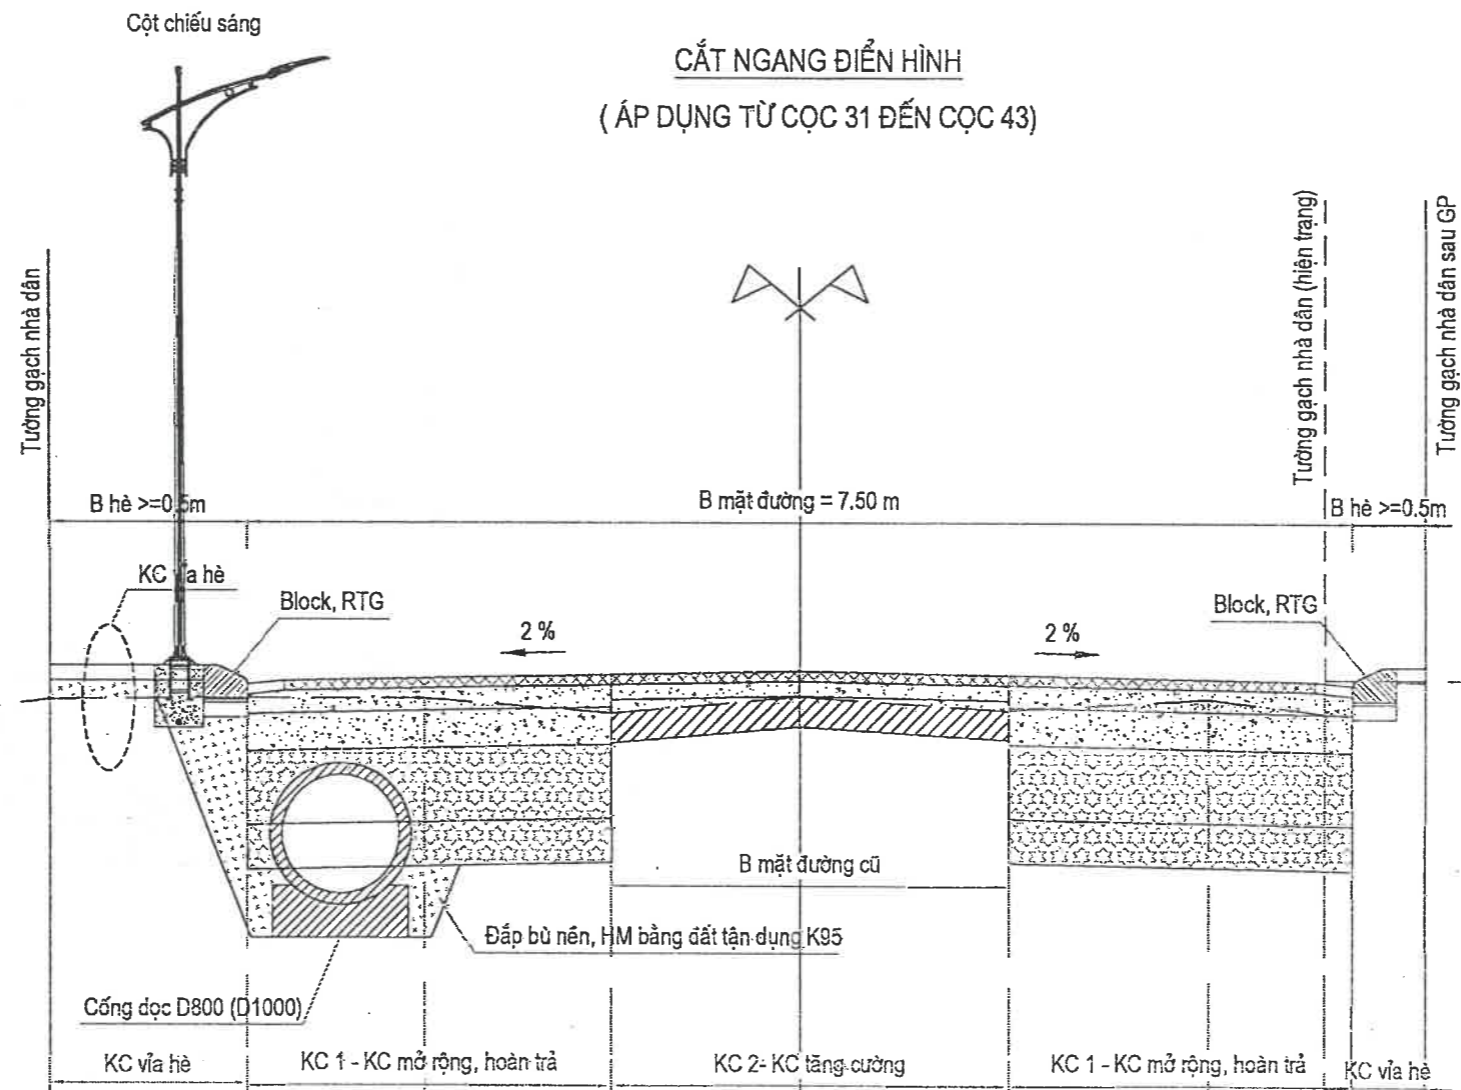 Cột chiếu sáng
CẮT NGANG ĐIỂN HÌNH
( ÁP DỤNG TỪ CỌC 31 ĐẾN CỌC 43)
Tường gạch nhà dân
Tường gạch nhà dân (hiện trạng)
Tường gạch nhà dân sau GP
B hè >=0.5m
B mặt đường = 7.50 m
B hè >=0.5m
KC vỉa hè
Block, RTG
2 %
2 %
Block, RTG
B mặt đường cũ
Đắp bù nền, HM bằng đất tận dụng K95
Cống dọc D800 (D1000)
KC vỉa hè
KC 1 - KC mở rộng, hoàn trả
KC 2- KC tăng cường
KC 1 - KC mở rộng, hoàn trả
KC vỉa hè